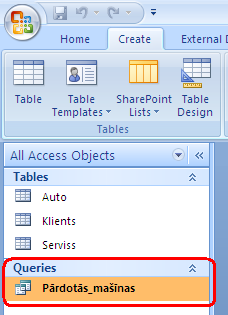 Home Create External D
Table Table Templates SharePoint Lists Table Design
Tables
All Access Objects
Tables
Auto
Klients
Serviss
Queries
Pārdotās_mašīnas